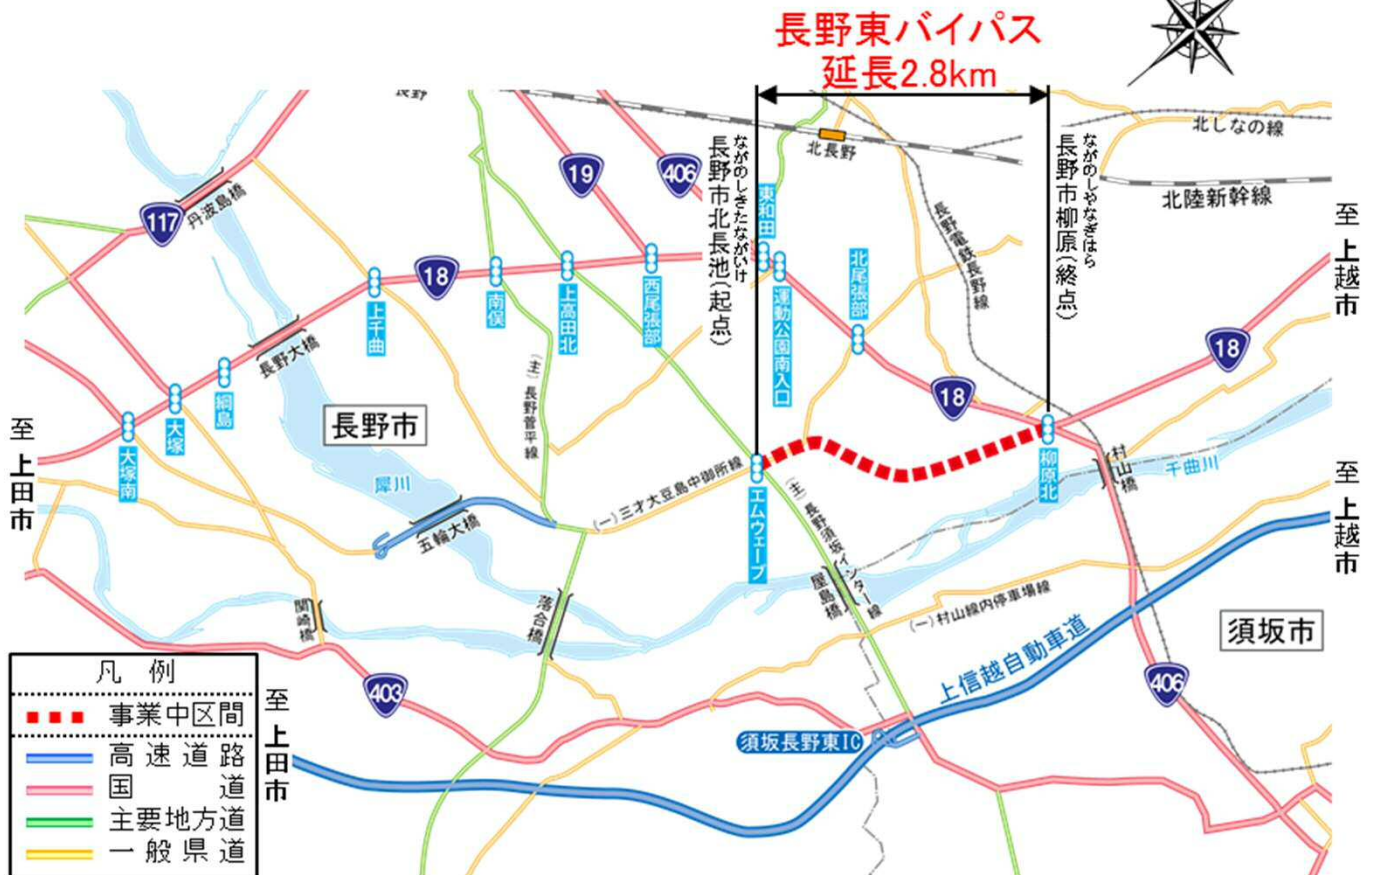 長野東バイパス
延長2.8km
長野
北長野
北しなの線
北陸新幹線
ながのしきたながいけ
長野市北長池(起点)
ながのしやなぎはら
長野市柳原(終点)
至 上越市
19
406
117
丹波島橋
18
東和田
運動公園南入口
北尾張部
長野電鉄長野線
西尾張部
上高田北
南俣
上千曲
長野大橋
綱島
大塚
大塚南
至 上田市
長野市
(主)長野菅平線
18
18
柳原北
村山橋
千曲川
至 上越市
犀川
五輪大橋
(一)三才大豆島中御所線
エムウェーブ
(主)長野須坂インター線
屋島橋
(一)村山線内停車場線
関崎橋
落合橋
上信越自動車道
須坂市
406
403
須坂長野東IC
至 上田市
凡例
事業中区間
高速道路
国道
主要地方道
一般県道